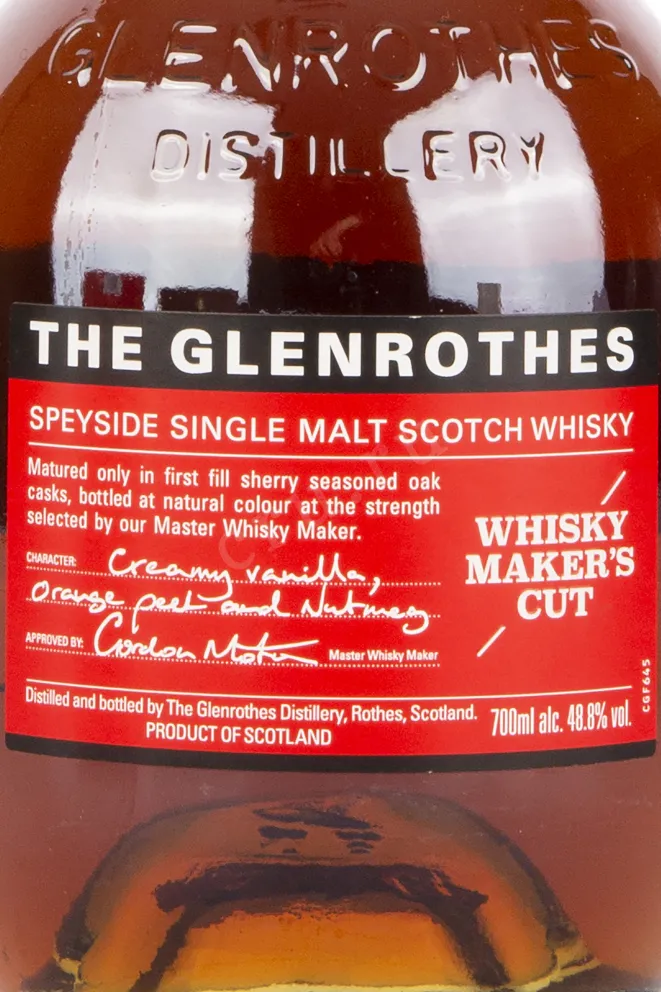 GLENROTHES
DISTILLERY
THE GLENROTHES
SPEYSIDE SINGLE MALT SCOTCH WHISKY
Matured only in first fill sherry seasoned oak
casks, bottled at natural colour at the strength
selected by our Master Whisky Maker.
CHARACTER: Creamy vanilla,
orange peel and Nutmeg
APPROVED BY: Gordon Motion Master Whisky Maker
WHISKY
MAKER'S
CUT
Distilled and bottled by The Glenrothes Distillery, Rothes, Scotland.
PRODUCT OF SCOTLAND
700ml alc. 48.8% vol.
CGF645